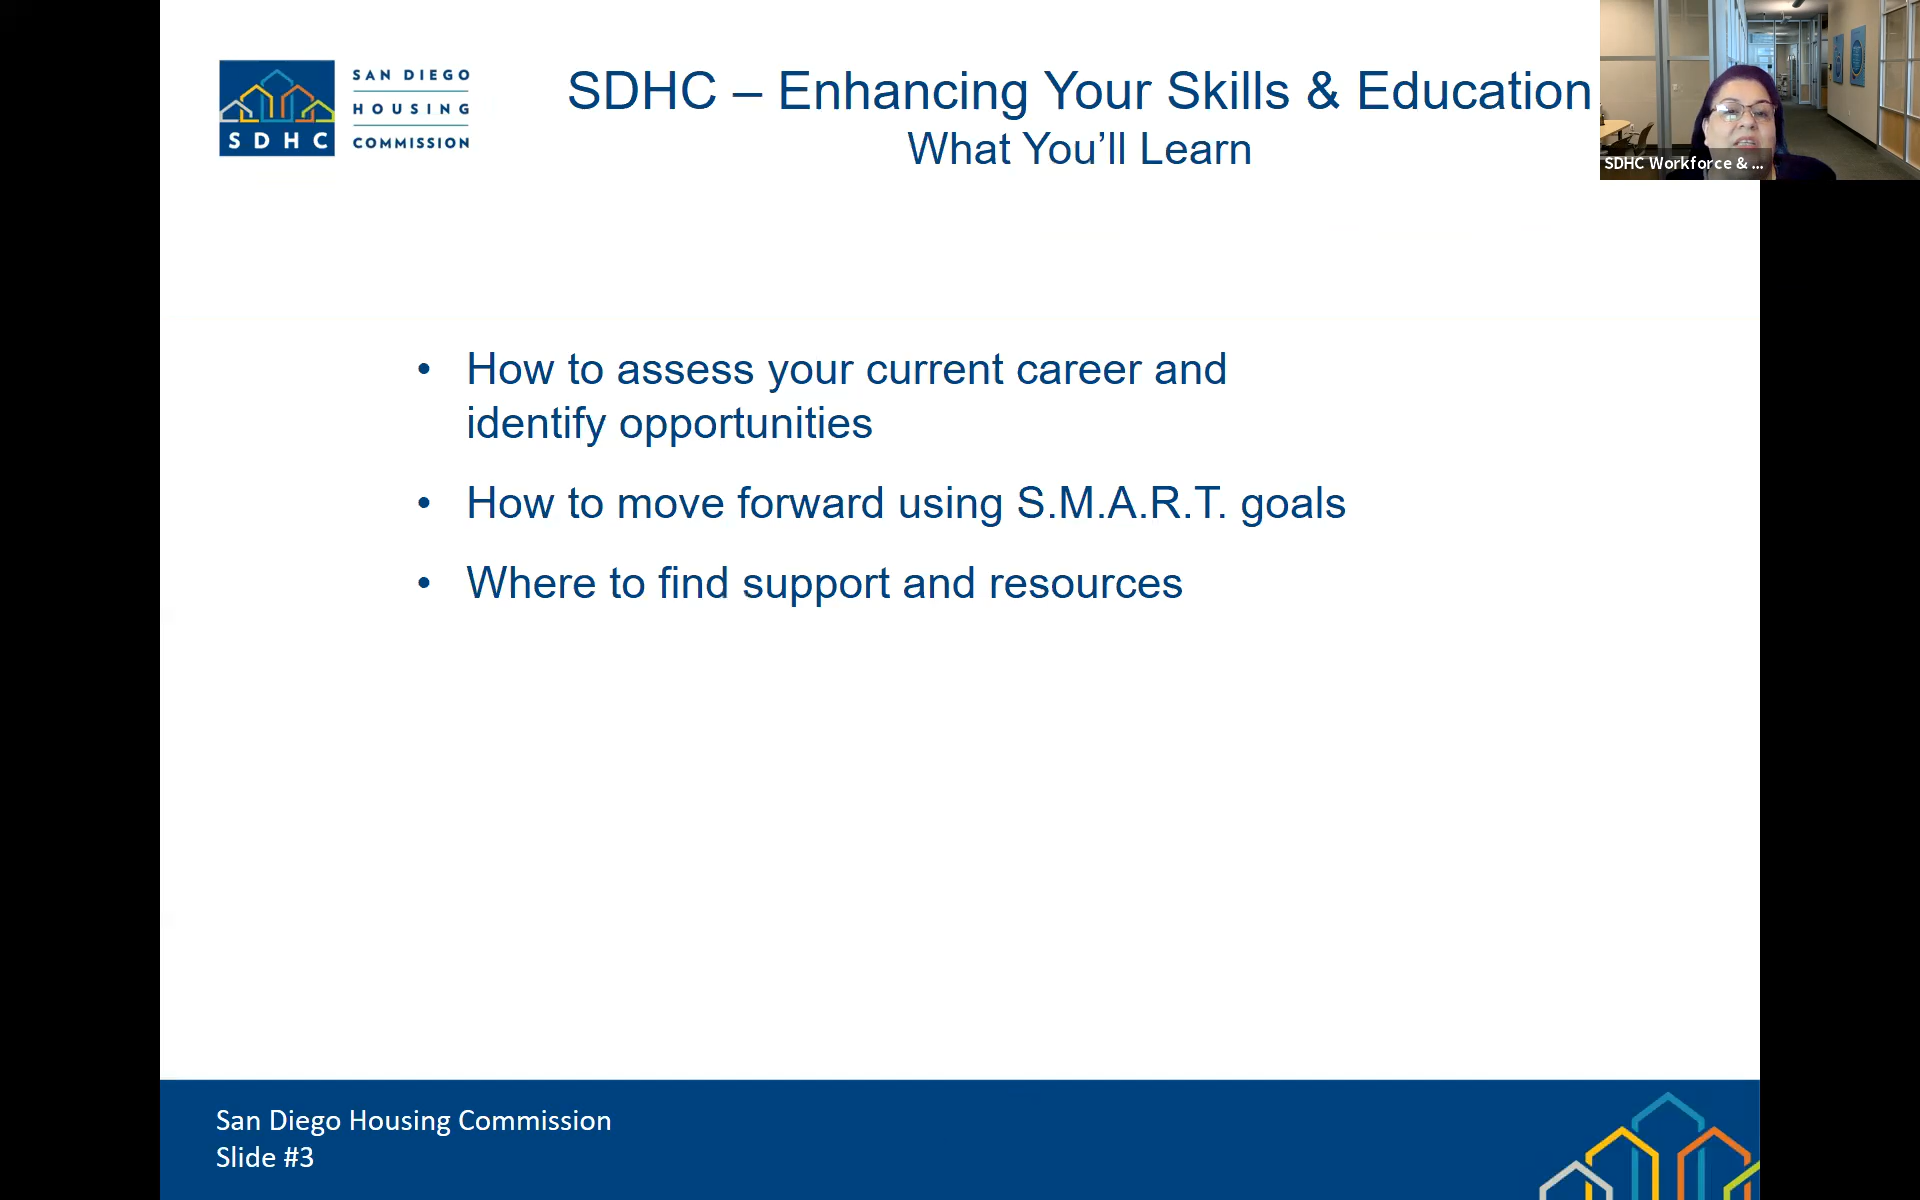 SDHC
SAN DIEGO
HOUSING
COMMISSION
SDHC – Enhancing Your Skills & Education
What You’ll Learn
SDHC Workforce & ...
• How to assess your current career and
identify opportunities
• How to move forward using S.M.A.R.T. goals
• Where to find support and resources
San Diego Housing Commission
Slide #3